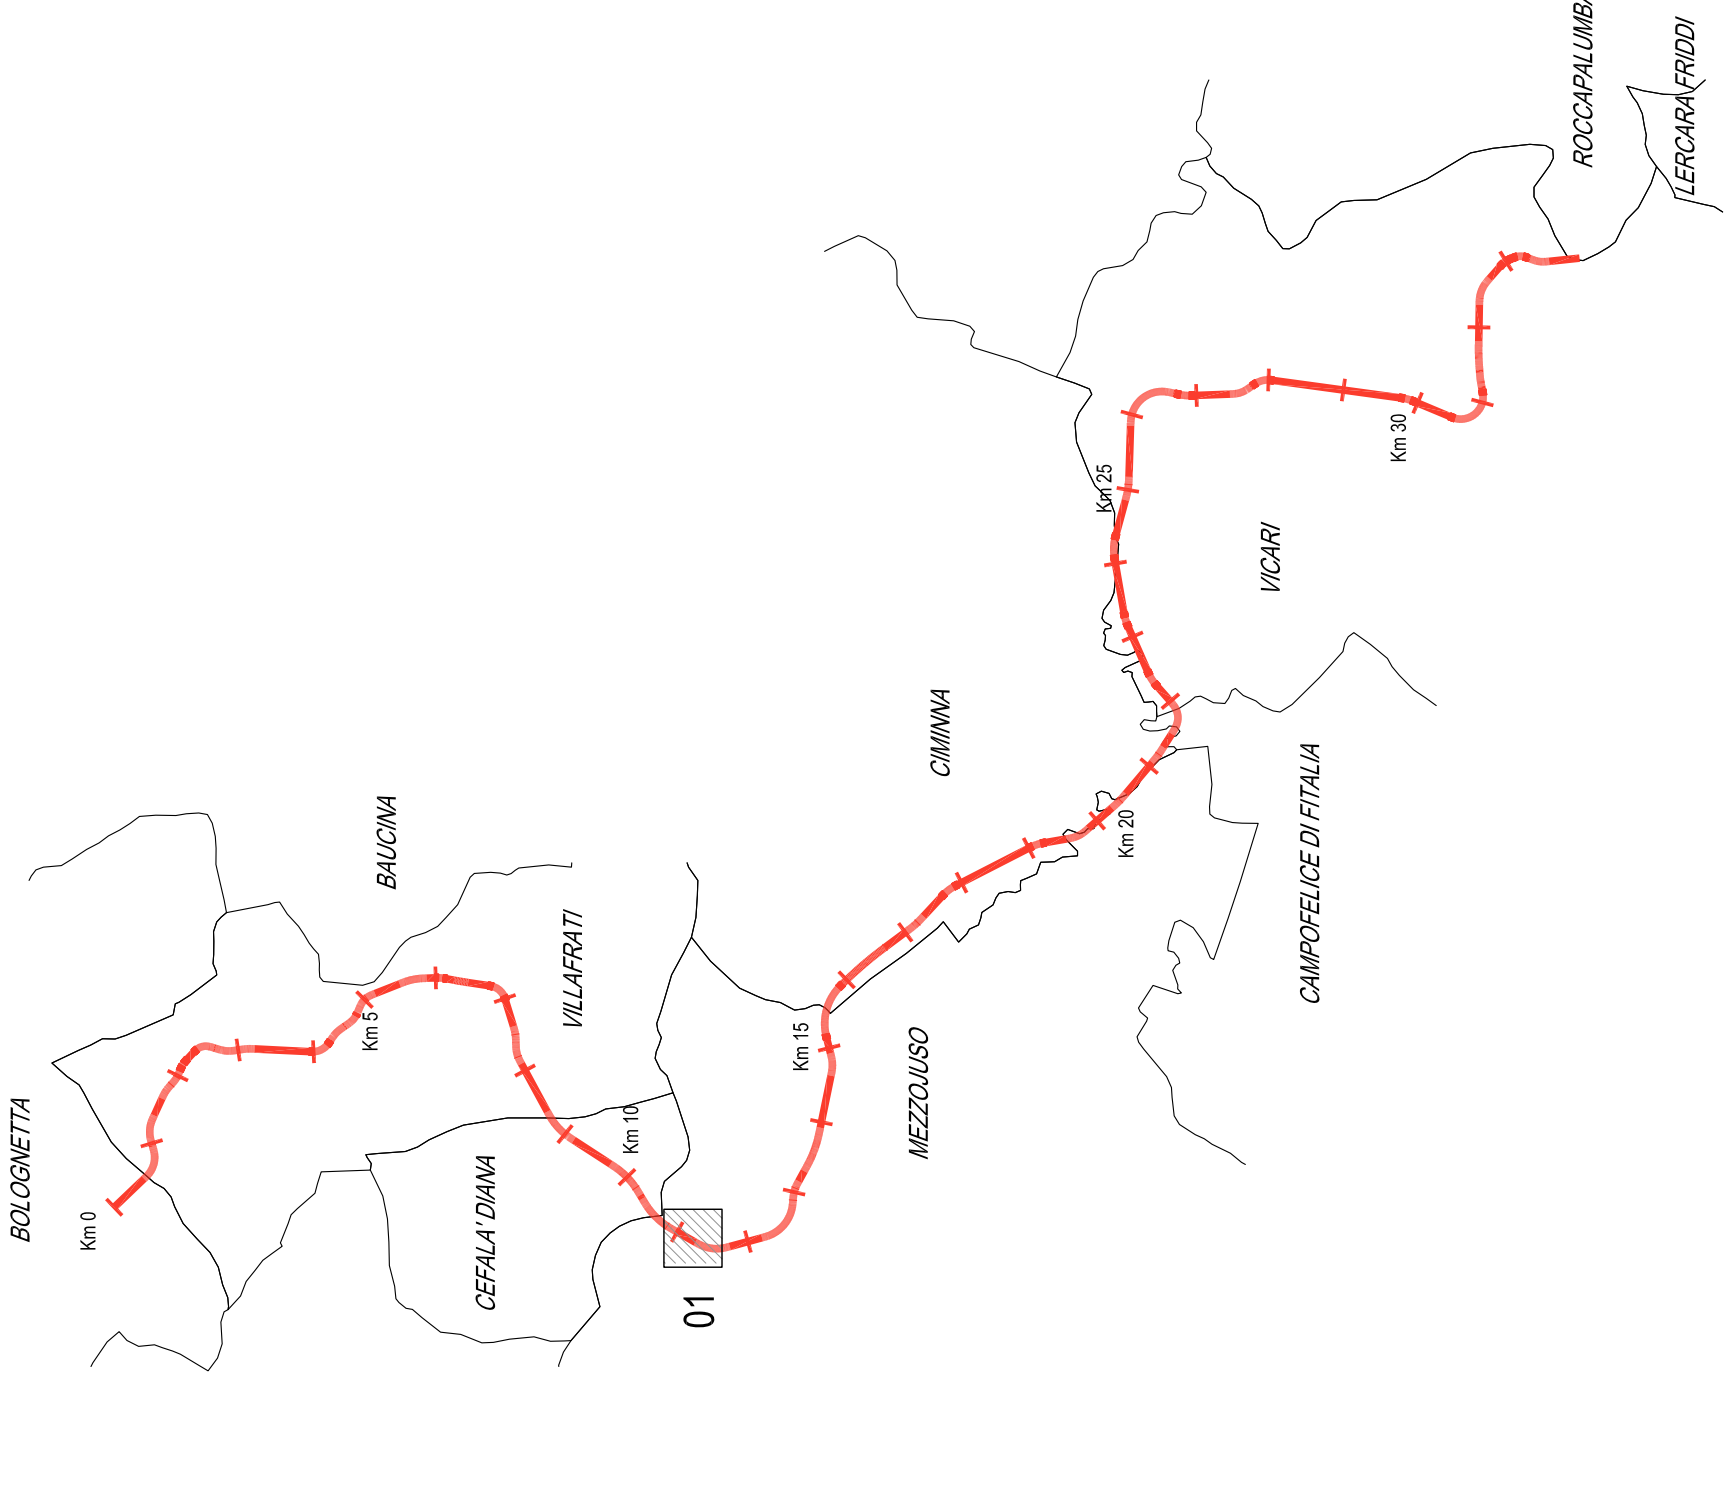 BOLOGNETTA
Km 0
BAUCINA
Km 5
VILLAFRATI
CEFALA' DIANA
Km 10
01
Km 15
MEZZOJUSO
CIMINNA
Km 20
CAMPOFELICE DI FITALIA
Km 25
VICARI
Km 30
ROCCAPALUMBA
LERCARA FRIDDI